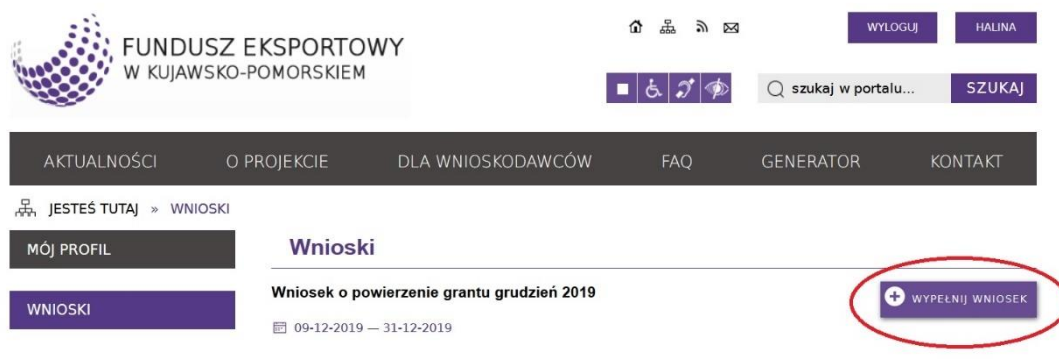 FUNDUSZ EKSPORTOWY
W KUJAWSKO-POMORSKIEM
WYLOGUJ
HALINA
szukaj w portalu...
SZUKAJ
AKTUALNOŚCI O PROJEKCIE DLA WNIOSKODAWCÓW FAQ GENERATOR KONTAKT
JESTEŚ TUTAJ » WNIOSKI
MÓJ PROFIL
WNIOSKI
Wnioski
Wniosek o powierzenie grantu grudzień 2019
09-12-2019 — 31-12-2019
WYPEŁNIJ WNIOSEK